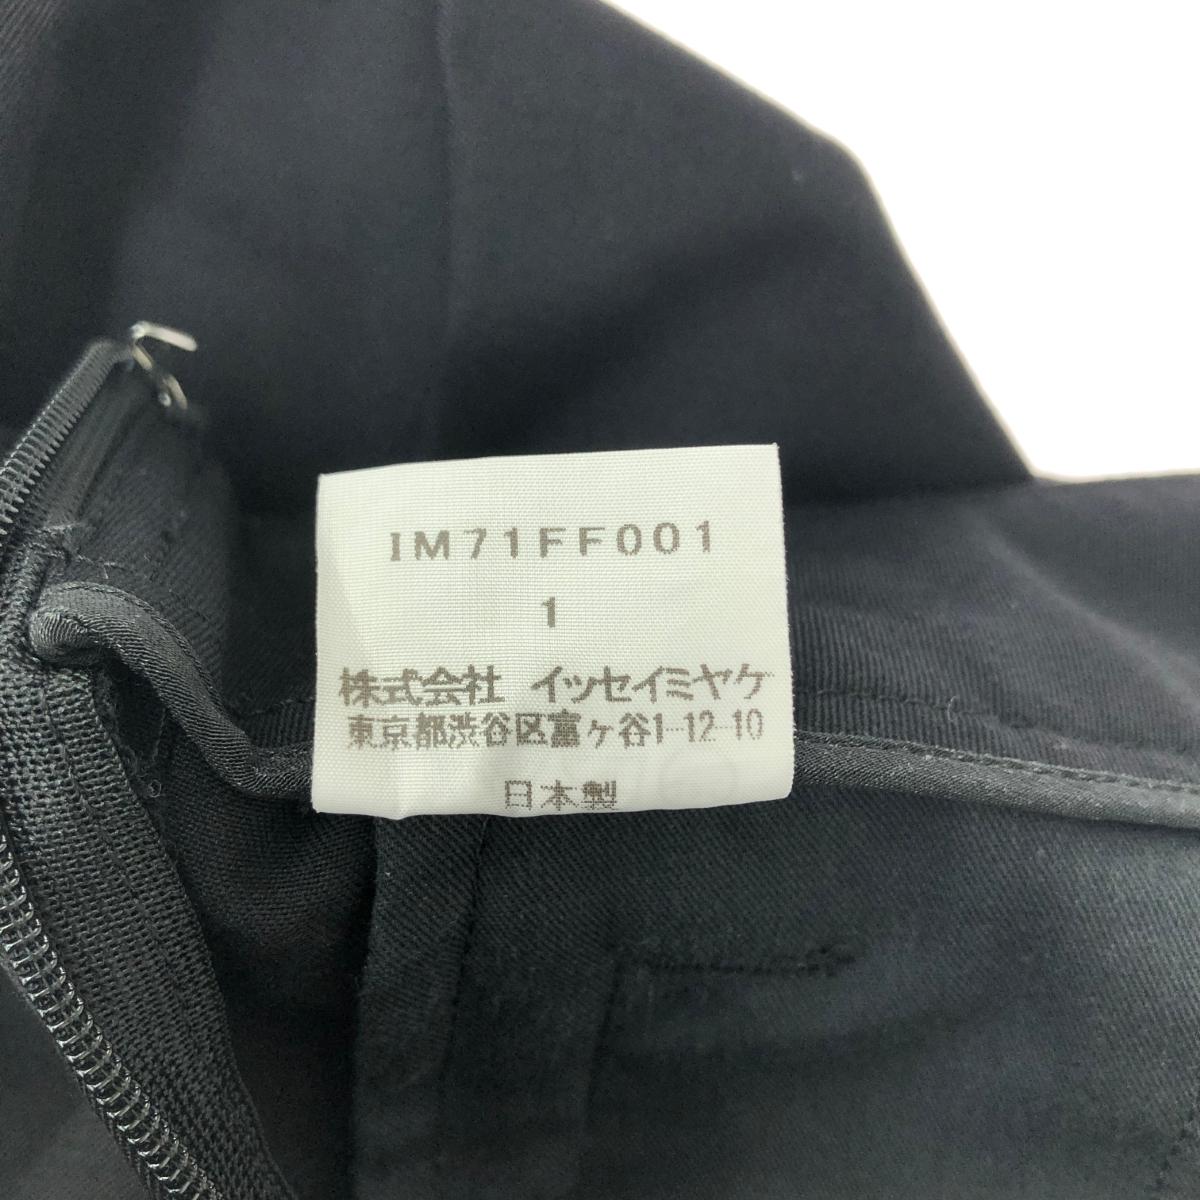 IM71FF001
1
株式会社 イッセイミヤケ
東京都渋谷区富ヶ谷1-12-10
日本製